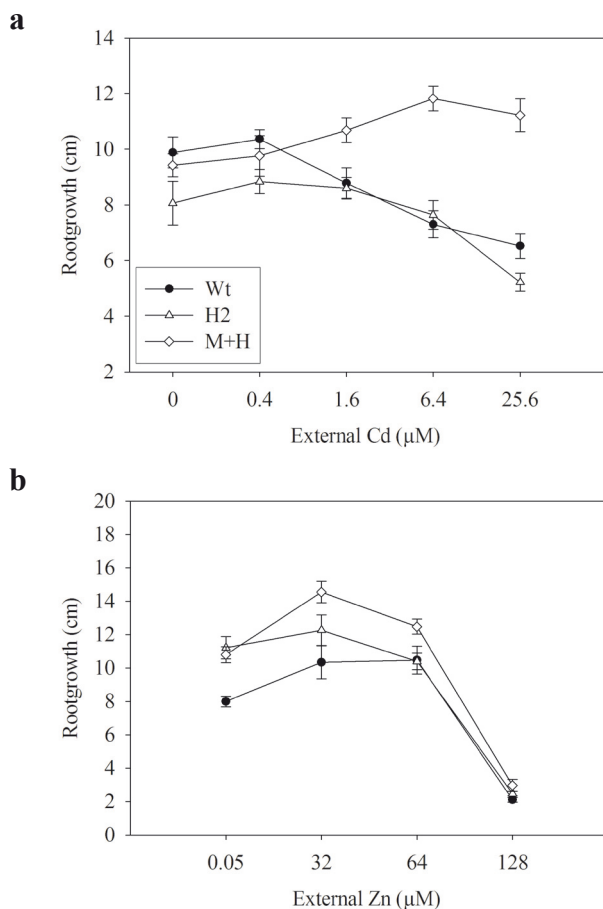 a
14
12
10
8
6
4
2
Rootgrowth (cm)
Wt
H2
M+H
0 0.4 1.6 6.4 25.6
External Cd (µM)
b
20
18
16
14
12
10
8
6
4
2
0
Rootgrowth (cm)
0.05 32 64 128
External Zn (µM)